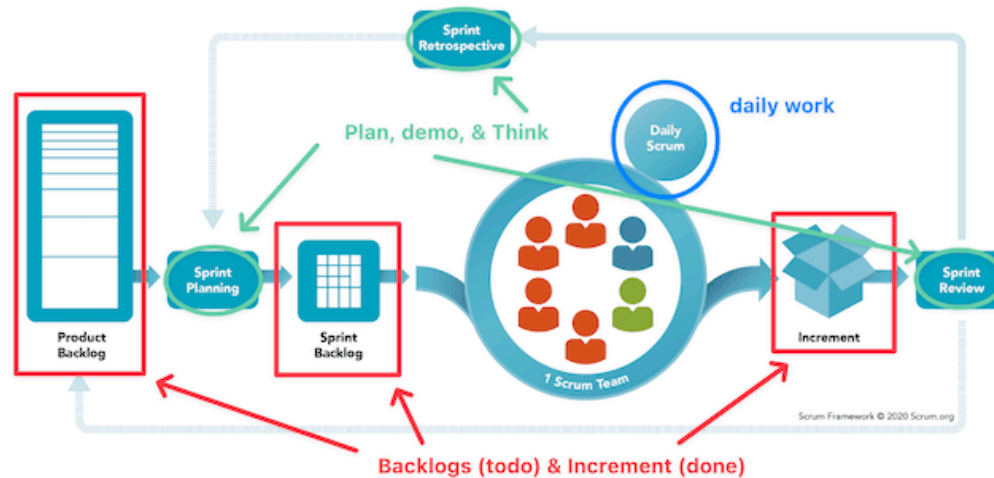 Sprint
Retrospective
daily work
Plan, demo, & Think
Daily
Scrum
Sprint
Planning
Sprint
Review
Product
Backlog
Sprint
Backlog
Increment
1 Scrum Team
Scrum Framework © 2020 Scrum.org
Backlogs (todo) & Increment (done)